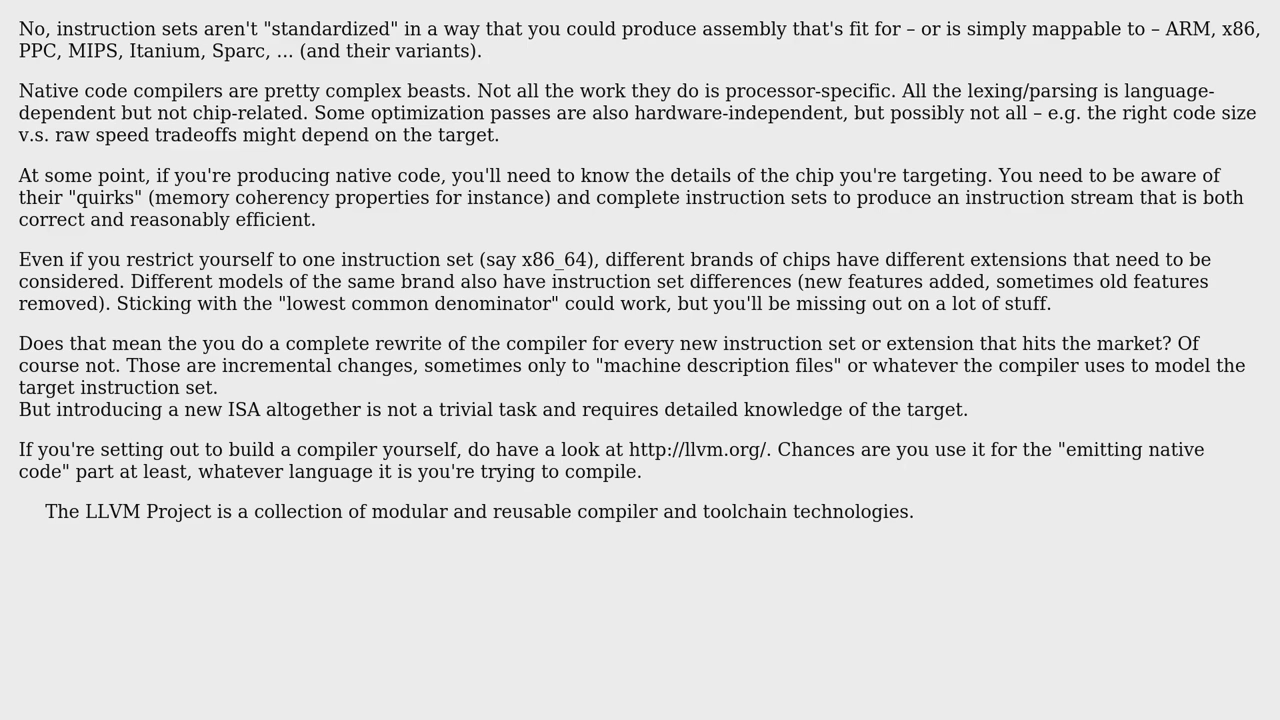 No, instruction sets aren't "standardized" in a way that you could produce assembly that's fit for – or is simply mappable to – ARM, x86,
PPC, MIPS, Itanium, Sparc, ... (and their variants).
Native code compilers are pretty complex beasts. Not all the work they do is processor-specific. All the lexing/parsing is language-
dependent but not chip-related. Some optimization passes are also hardware-independent, but possibly not all – e.g. the right code size
v.s. raw speed tradeoffs might depend on the target.
At some point, if you're producing native code, you'll need to know the details of the chip you're targeting. You need to be aware of
their "quirks" (memory coherency properties for instance) and complete instruction sets to produce an instruction stream that is both
correct and reasonably efficient.
Even if you restrict yourself to one instruction set (say x86_64), different brands of chips have different extensions that need to be
considered. Different models of the same brand also have instruction set differences (new features added, sometimes old features
removed). Sticking with the "lowest common denominator" could work, but you'll be missing out on a lot of stuff.
Does that mean the you do a complete rewrite of the compiler for every new instruction set or extension that hits the market? Of
course not. Those are incremental changes, sometimes only to "machine description files" or whatever the compiler uses to model the
target instruction set.
But introducing a new ISA altogether is not a trivial task and requires detailed knowledge of the target.
If you're setting out to build a compiler yourself, do have a look at http://llvm.org/. Chances are you use it for the "emitting native
code" part at least, whatever language it is you're trying to compile.
The LLVM Project is a collection of modular and reusable compiler and toolchain technologies.